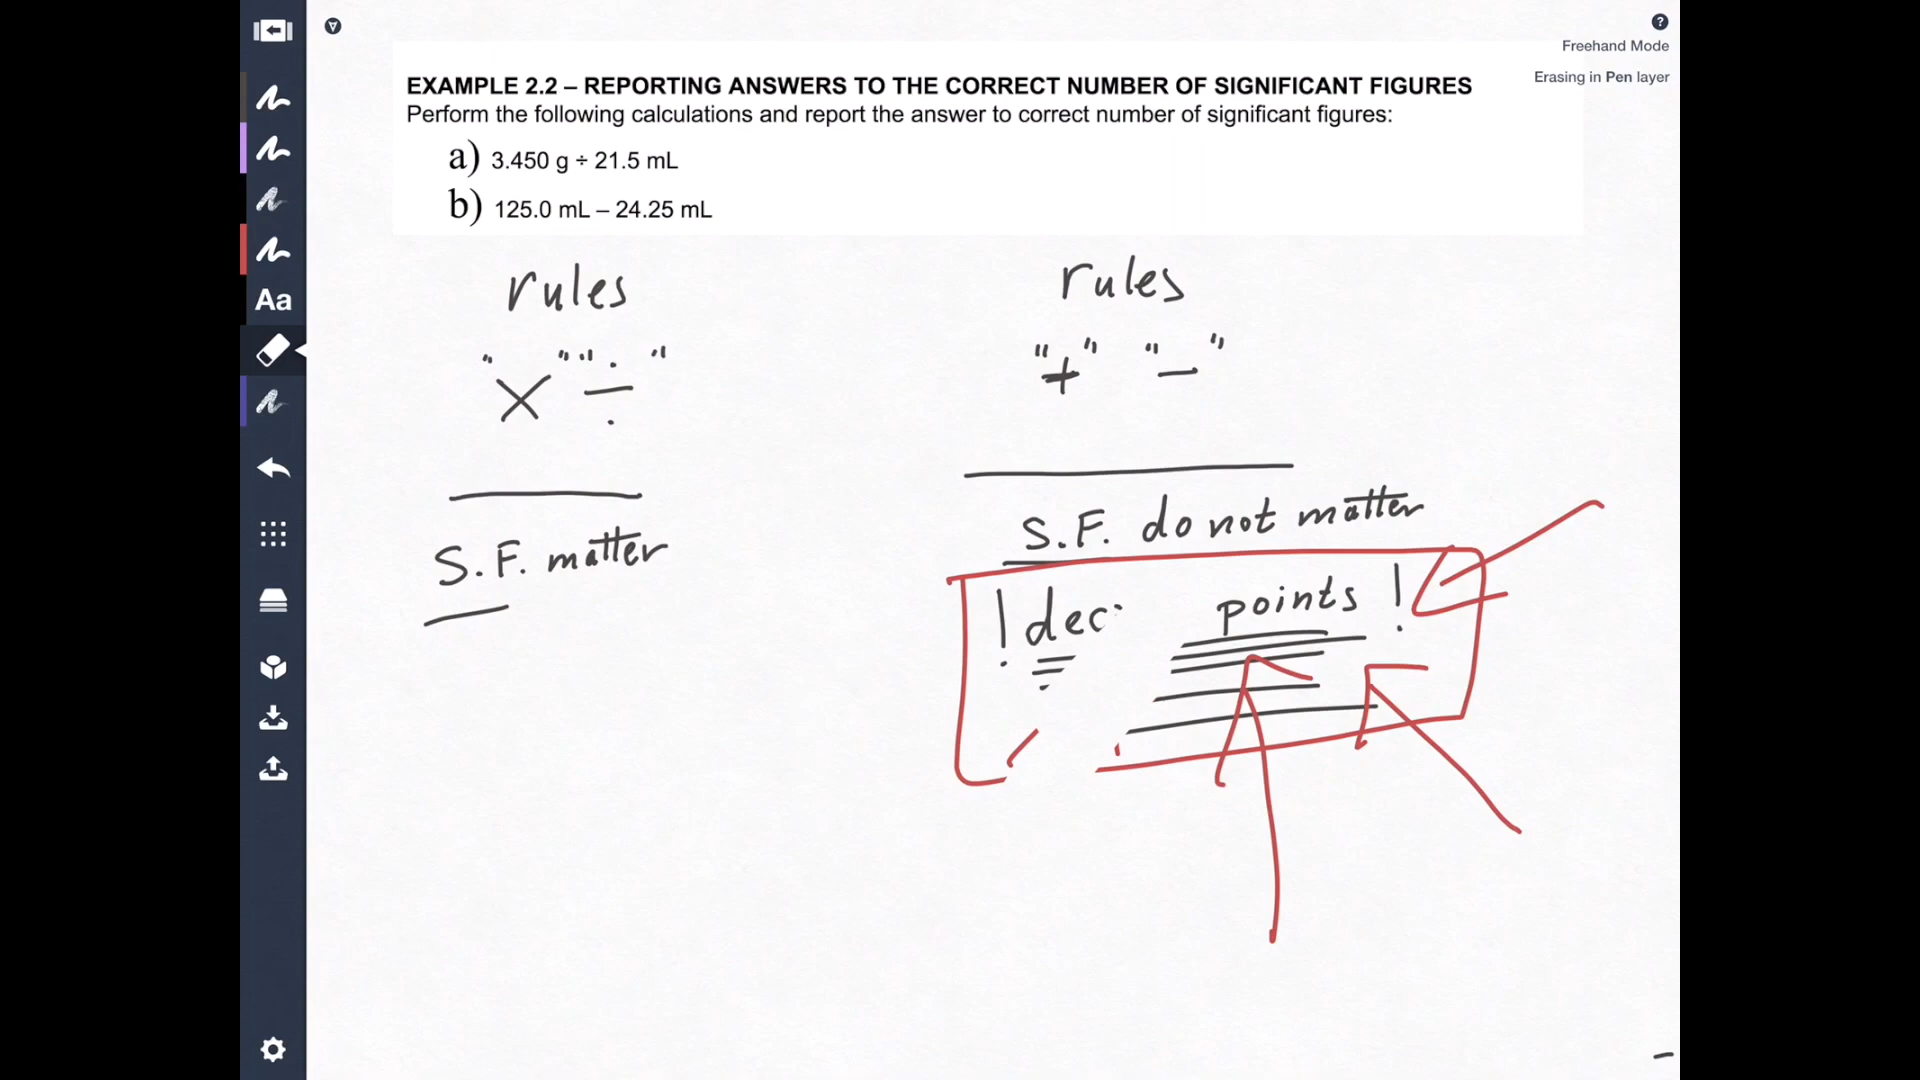 Freehand Mode
Erasing in Pen layer
EXAMPLE 2.2 – REPORTING ANSWERS TO THE CORRECT NUMBER OF SIGNIFICANT FIGURES
Perform the following calculations and report the answer to correct number of significant figures:
a) 3.450 g ÷ 21.5 mL
b) 125.0 mL – 24.25 mL
Aa
rules
"×" "÷"
S.F. matter
rules
"+" "–"
S.F. do not matter
! dec points !